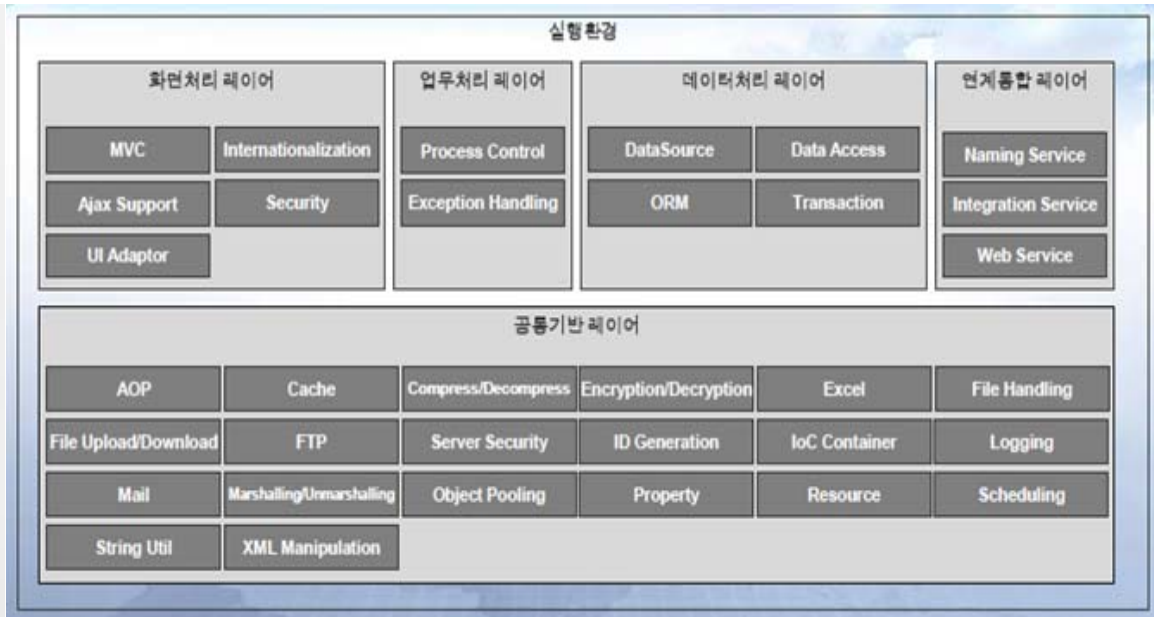 실행환경
화면처리 레이어
MVC
Internationalization
Ajax Support
Security
UI Adaptor
업무처리 레이어
Process Control
Exception Handling
데이터처리 레이어
DataSource
Data Access
ORM
Transaction
연계통합 레이어
Naming Service
Integration Service
Web Service
공통기반 레이어
AOP
Cache
Compress/Decompress
Encryption/Decryption
Excel
File Handling
File Upload/Download
FTP
Server Security
ID Generation
IoC Container
Logging
Mail
Marshalling/Unmarshalling
Object Pooling
Property
Resource
Scheduling
String Util
XML Manipulation